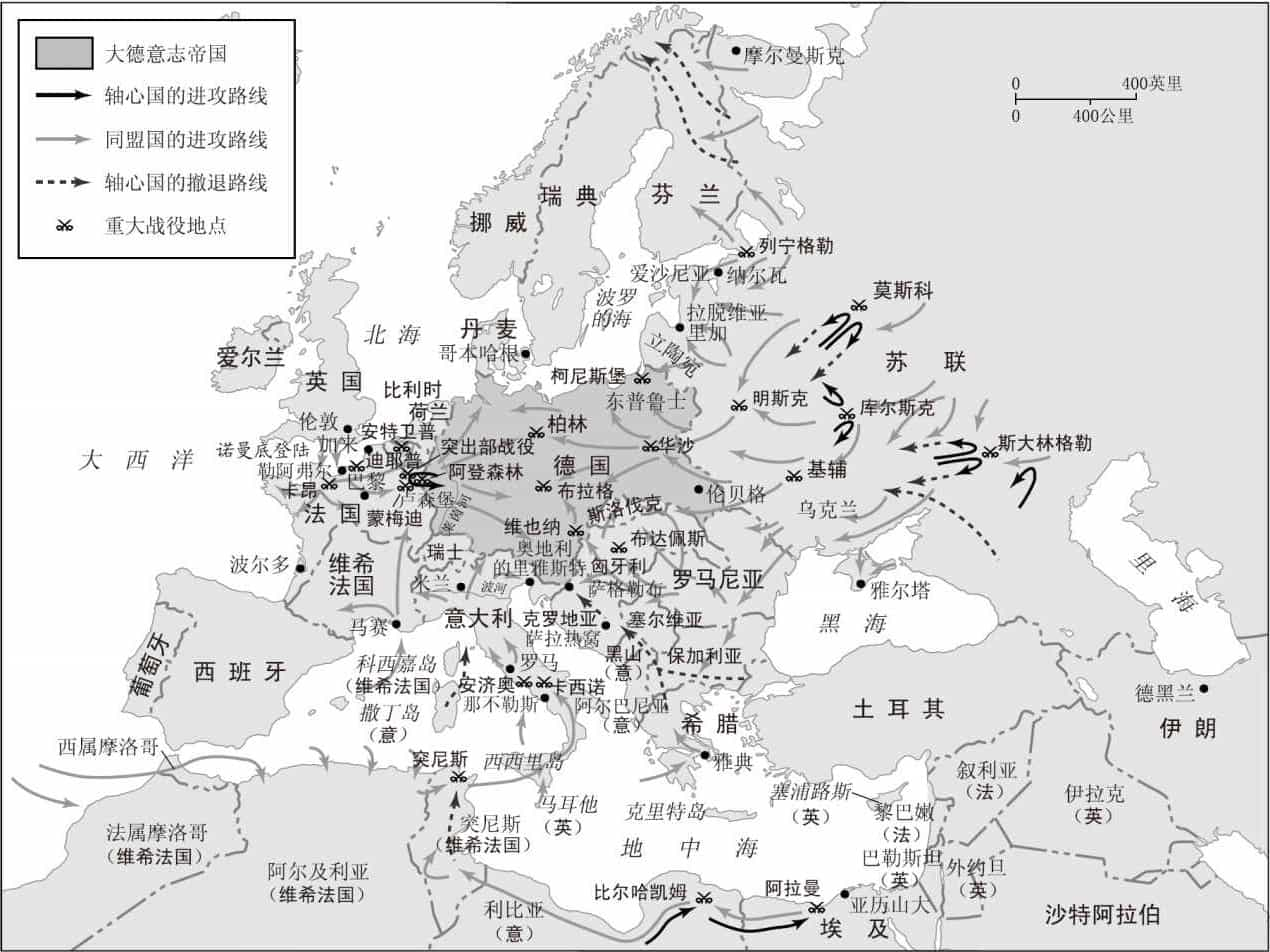 大德意志帝国
轴心国的进攻路线
同盟国的进攻路线
轴心国的撤退路线
重大战役地点
0 400英里
0 400公里
摩尔曼斯克
瑞典
芬兰
挪威
列宁格勒
爱沙尼亚
纳尔瓦
波罗
的海
莫斯科
拉脱维亚
里加
北海
丹麦
立陶宛
哥本哈根
爱尔兰
苏联
柯尼斯堡
英国
比利时
东普鲁士
明斯克
荷兰
库尔斯克
伦敦
安特卫普
柏林
加来
诺曼底登陆
突出部战役
华沙
斯大林格勒
大西洋
迪耶普
勒阿弗尔
阿登森林
德国
基辅
卡昂
巴黎
布拉格
伦贝格
卢森堡
法国
蒙梅迪
莱茵河
斯洛伐克
乌克兰
维也纳
布达佩斯
瑞士
奥地利
波尔多
维希
法国
的里雅斯特
匈牙利
罗马尼亚
里海
米兰
波河
萨格勒布
雅尔塔
意大利
克罗地亚
塞尔维亚
黑海
马赛
萨拉热窝
葡萄牙
西班牙
科西嘉岛
(维希法国)
罗马
黑山
(意)
保加利亚
安济奥
卡西诺
德黑兰
那不勒斯
阿尔巴尼亚
(意)
撒丁岛
(意)
希腊
土耳其
伊朗
西属摩洛哥
突尼斯
西西里岛
雅典
叙利亚
(法)
塞浦路斯
(英)
伊拉克
(英)
马耳他
(英)
克里特岛
黎巴嫩
(法)
突尼斯
(维希法国)
法属摩洛哥
(维希法国)
地中海
巴勒斯坦
(英)
外约旦
(英)
阿尔及利亚
(维希法国)
比尔哈凯姆
阿拉曼
亚历山大
利比亚
(意)
埃及
沙特阿拉伯